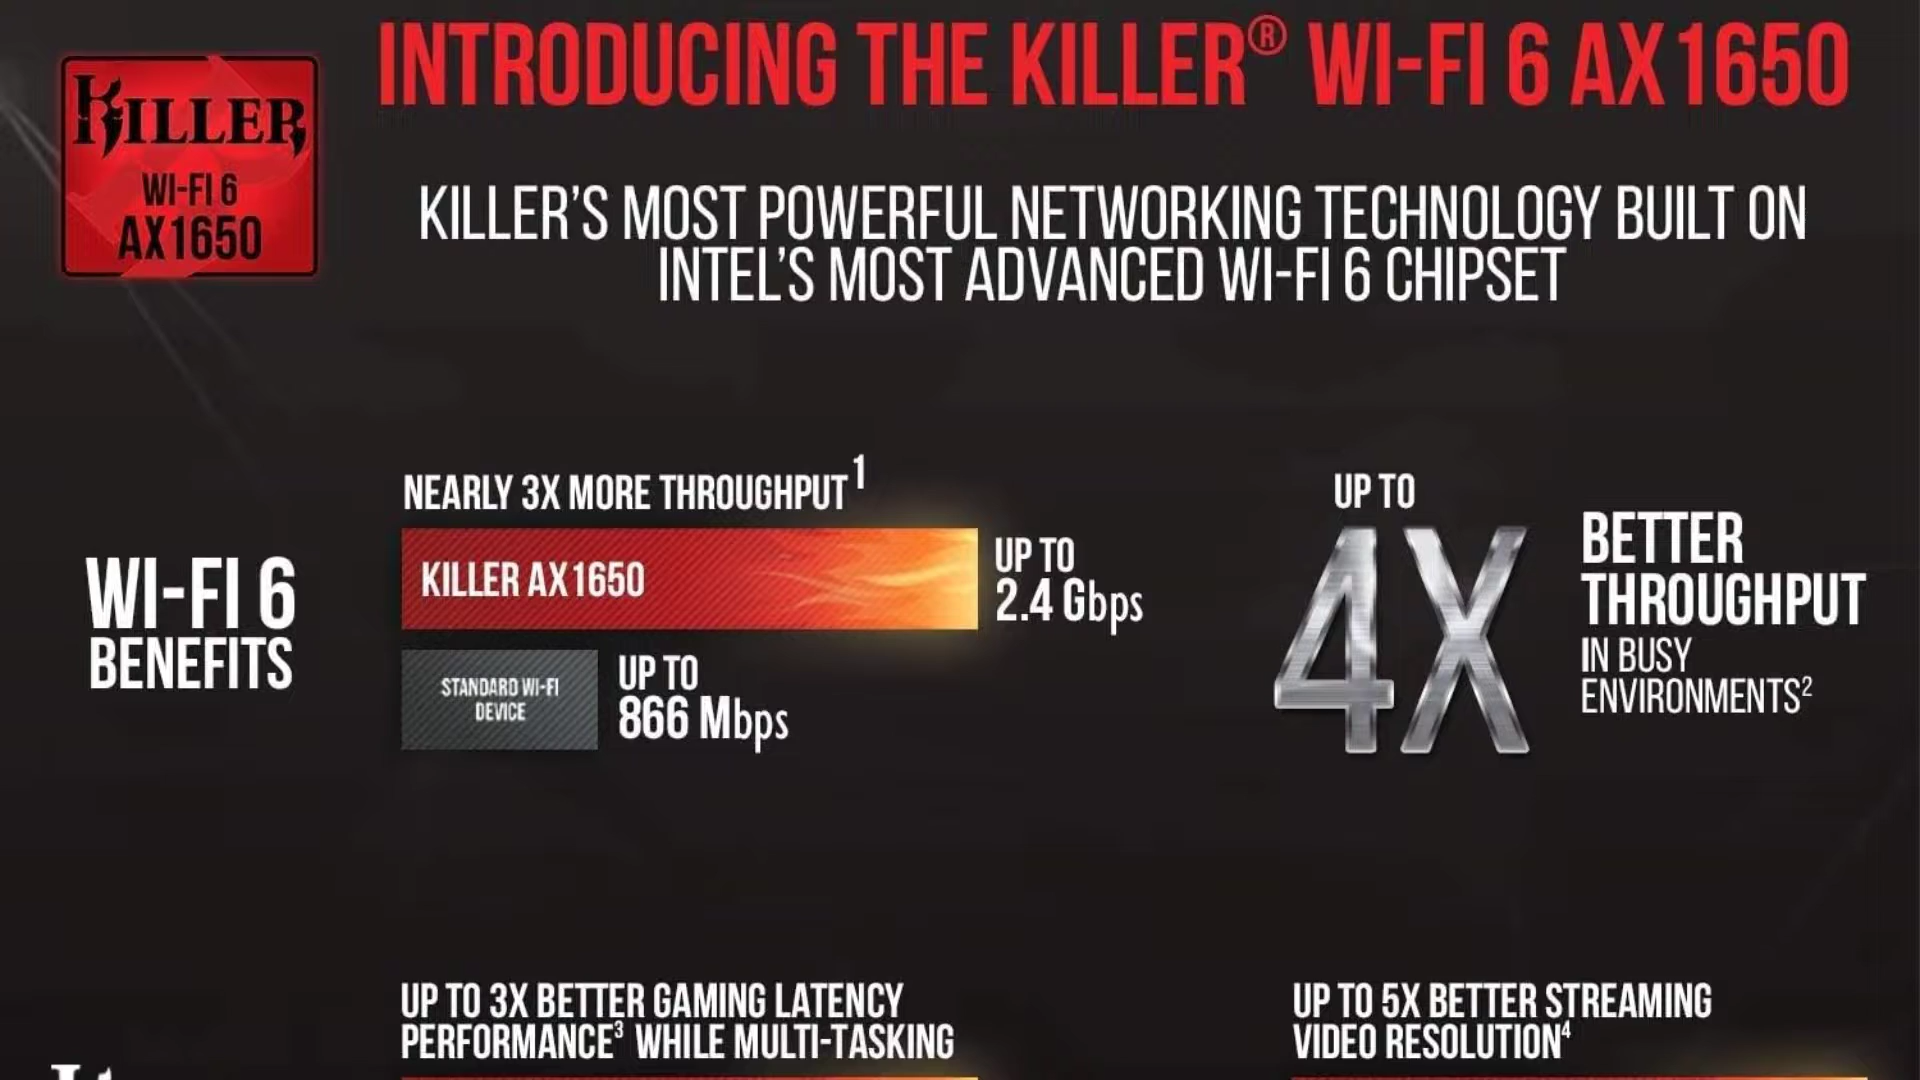 INTRODUCING THE KILLER® WI-FI 6 AX1650
KILLER
WI-FI 6
AX1650
KILLER'S MOST POWERFUL NETWORKING TECHNOLOGY BUILT ON
INTEL'S MOST ADVANCED WI-FI 6 CHIPSET
WI-FI 6
BENEFITS
NEARLY 3X MORE THROUGHPUT¹
KILLER AX1650
UP TO
2.4 Gbps
STANDARD WI-FI
DEVICE
UP TO
866 Mbps
UP TO
4X
BETTER
THROUGHPUT
IN BUSY
ENVIRONMENTS²
UP TO 3X BETTER GAMING LATENCY
PERFORMANCE³ WHILE MULTI-TASKING
UP TO 5X BETTER STREAMING
VIDEO RESOLUTION⁴